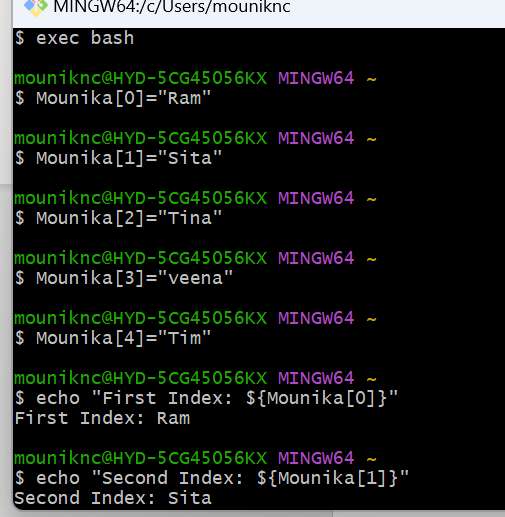 MINGW64:/c/Users/mouniknc
$ exec bash
mouniknc@HYD-5CG45056KX MINGW64 ~
$ Mounika[0]="Ram"
mouniknc@HYD-5CG45056KX MINGW64 ~
$ Mounika[1]="Sita"
mouniknc@HYD-5CG45056KX MINGW64 ~
$ Mounika[2]="Tina"
mouniknc@HYD-5CG45056KX MINGW64 ~
$ Mounika[3]="veena"
mouniknc@HYD-5CG45056KX MINGW64 ~
$ Mounika[4]="Tim"
mouniknc@HYD-5CG45056KX MINGW64 ~
$ echo "First Index: ${Mounika[0]}"
First Index: Ram
mouniknc@HYD-5CG45056KX MINGW64 ~
$ echo "Second Index: ${Mounika[1]}"
Second Index: Sita